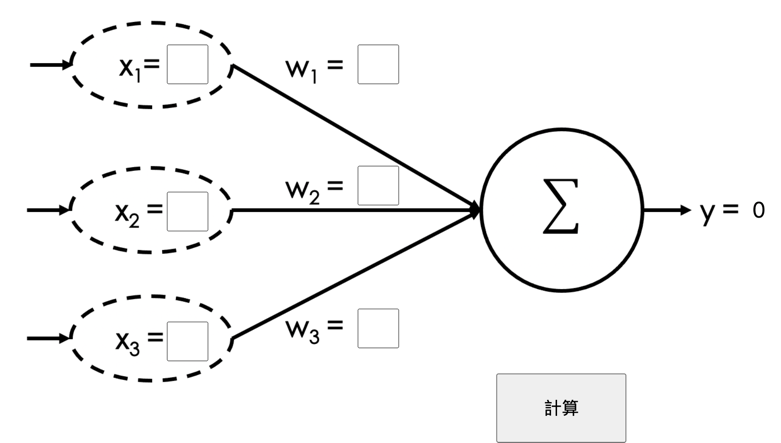 x₁=
w₁ =
x₂ =
w₂ =
∑
y = 0
x₃ =
w₃ =
計算